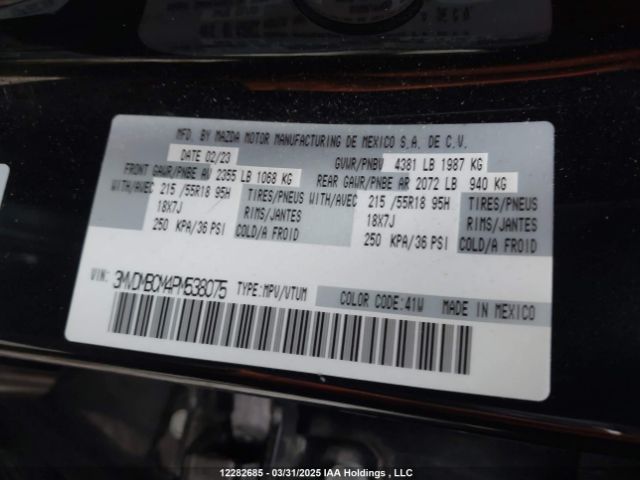 MFD. BY MAZDA MOTOR MANUFACTURING DE MEXICO S.A. DE C.V.
DATE 02/23 GVWR/PNBV 4381 LB 1987 KG
FRONT GAWR/PNBE AV 2355 LB 1068 KG REAR GAWR/PNBE AR 2072 LB 940 KG
WITH/AVEC 215 /55R18 95H TIRES/PNEUS WITH/AVEC 215 /55R18 95H TIRES/PNEUS
18X7J RIMS/JANTES 18X7J RIMS/JANTES
250 KPA/36 PSI COLD/A FROID 250 KPA/36 PSI COLD/A FROID
VIN: 3MVDMBCM4PM538075 TYPE:MPV/VTUM COLOR CODE:41W MADE IN MEXICO
12282685 - 03/31/2025 IAA Holdings , LLC